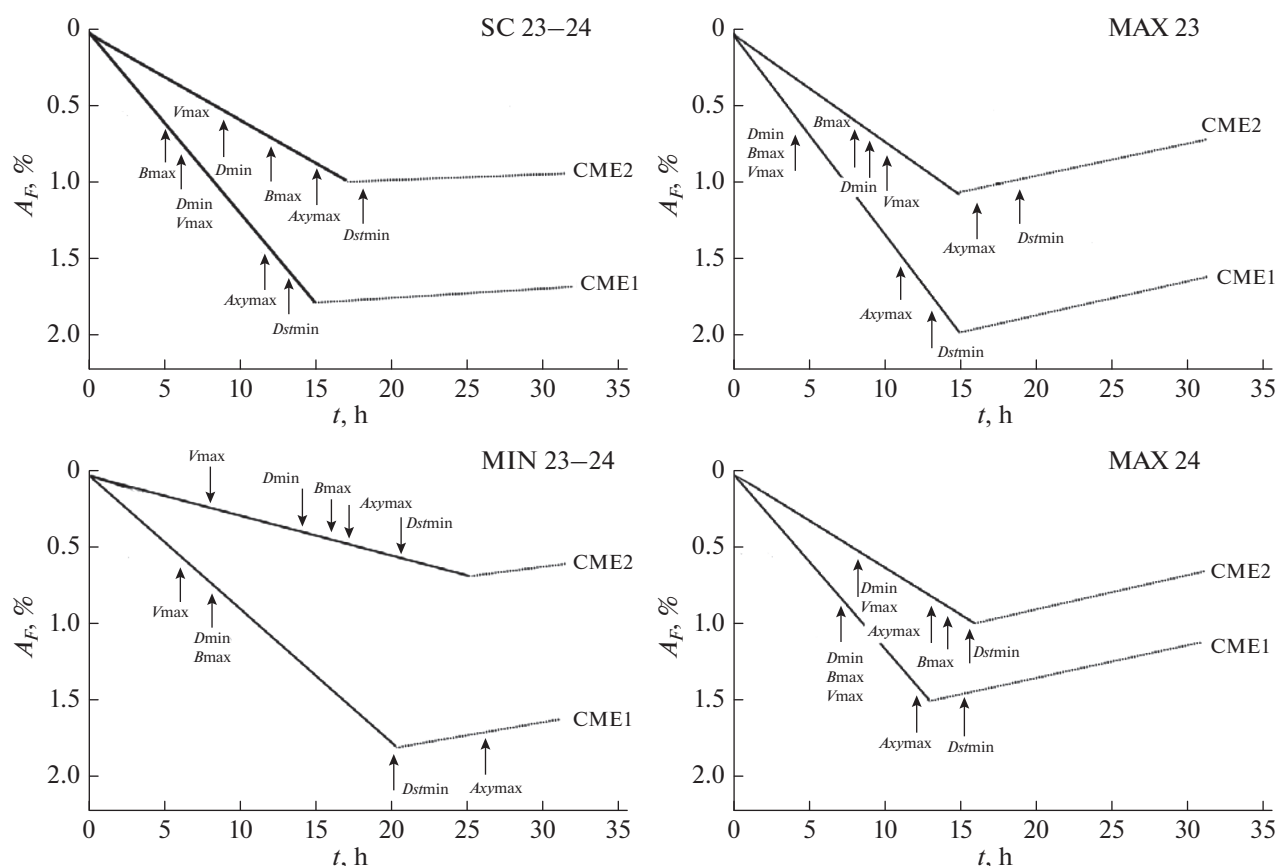 SC 23–24
0
0.5
1.0
1.5
2.0
A_F, %
Vmax
Bmax
Dmin
Dmin
Vmax
Bmax
Axymax
Dstmin
CME2
Axymax
Dstmin
CME1
0 5 10 15 20 25 30 35
t, h
MAX 23
0
0.5
1.0
1.5
2.0
A_F, %
Dmin
Bmax
Vmax
Bmax
Dmin
Vmax
CME2
Axymax
Dstmin
Axymax
Dstmin
CME1
0 5 10 15 20 25 30 35
t, h
MIN 23–24
0
0.5
1.0
1.5
2.0
A_F, %
Vmax
Dmin
Bmax
Axymax
Dstmin
CME2
Vmax
Dmin
Bmax
CME1
Dstmin
Axymax
0 5 10 15 20 25 30 35
t, h
MAX 24
0
0.5
1.0
1.5
2.0
A_F, %
Dmin
Vmax
Axymax
Bmax
Dstmin
CME2
Dmin
Bmax
Vmax
CME1
Axymax
Dstmin
0 5 10 15 20 25 30 35
t, h